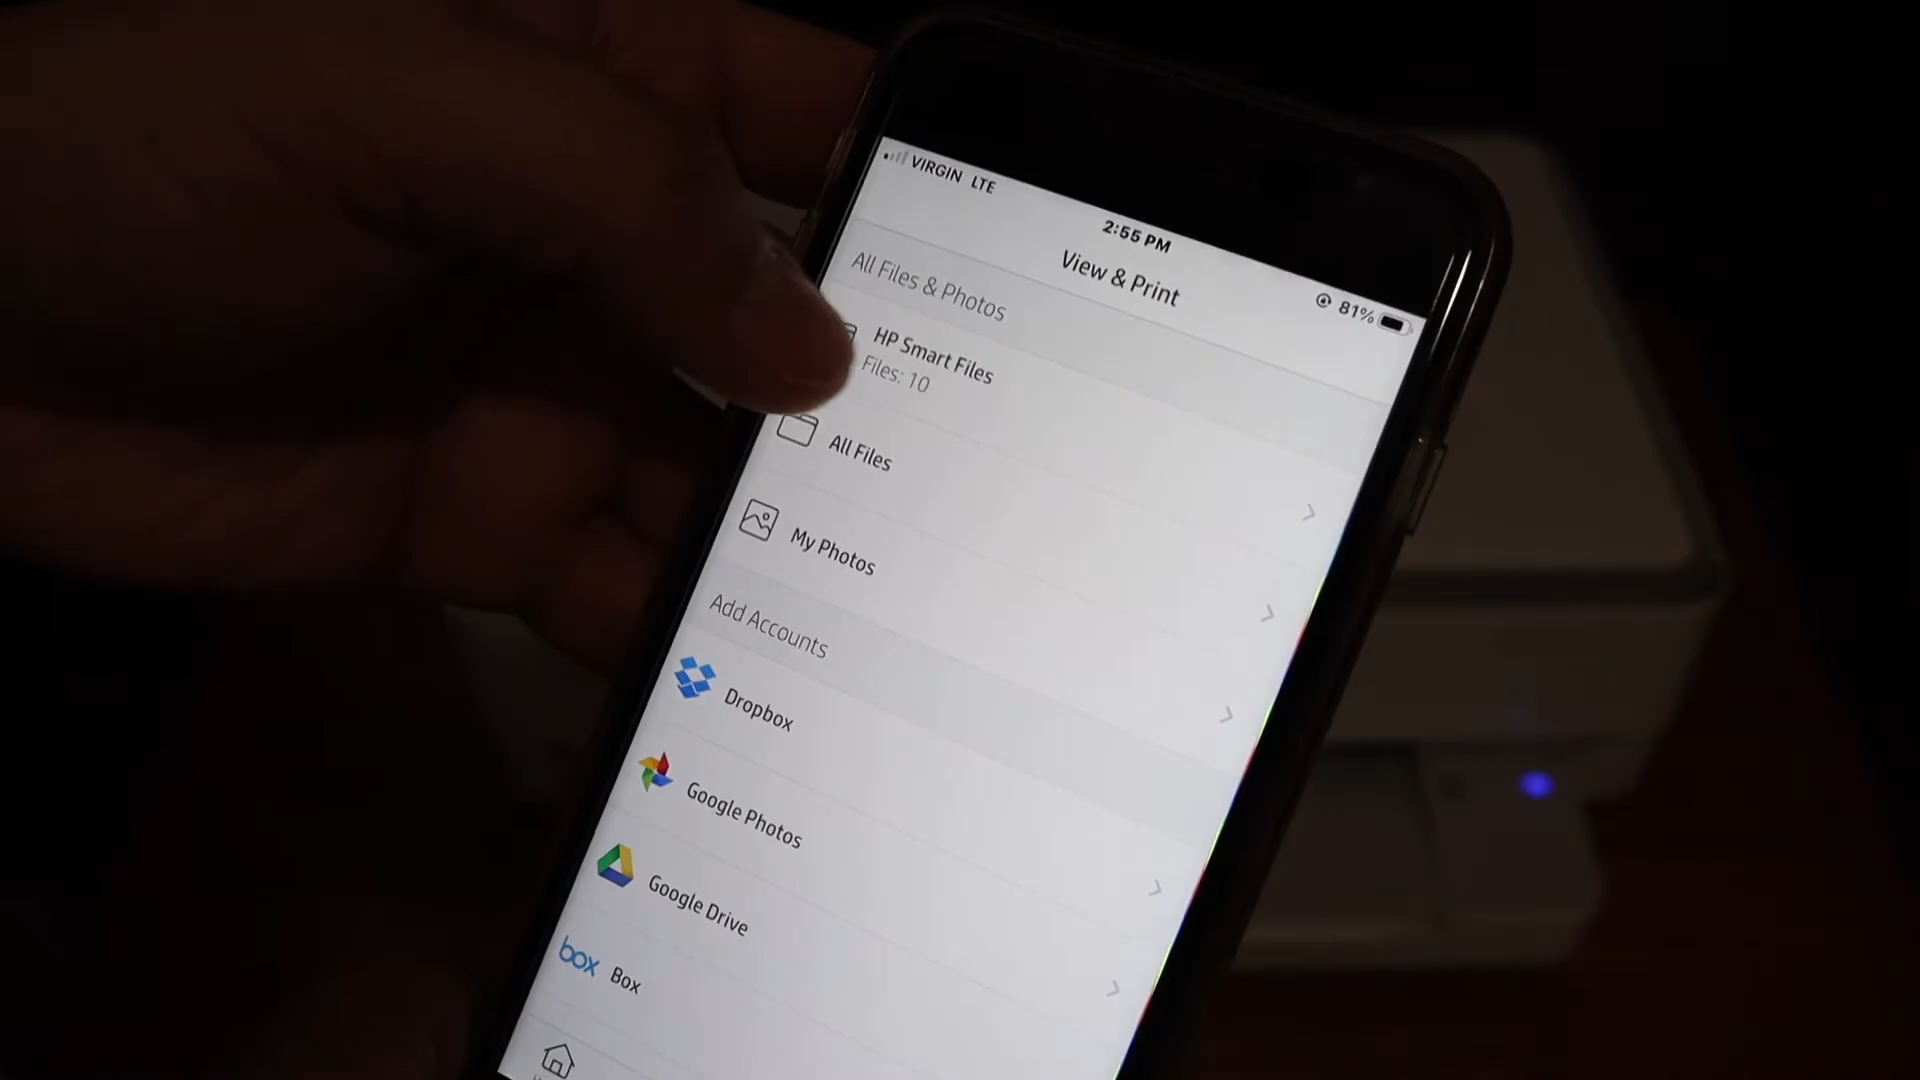 VIRGIN LTE
2:55 PM
81%
View & Print
All Files & Photos
HP Smart Files
Files: 10
All Files
My Photos
Add Accounts
Dropbox
Google Photos
Google Drive
box Box